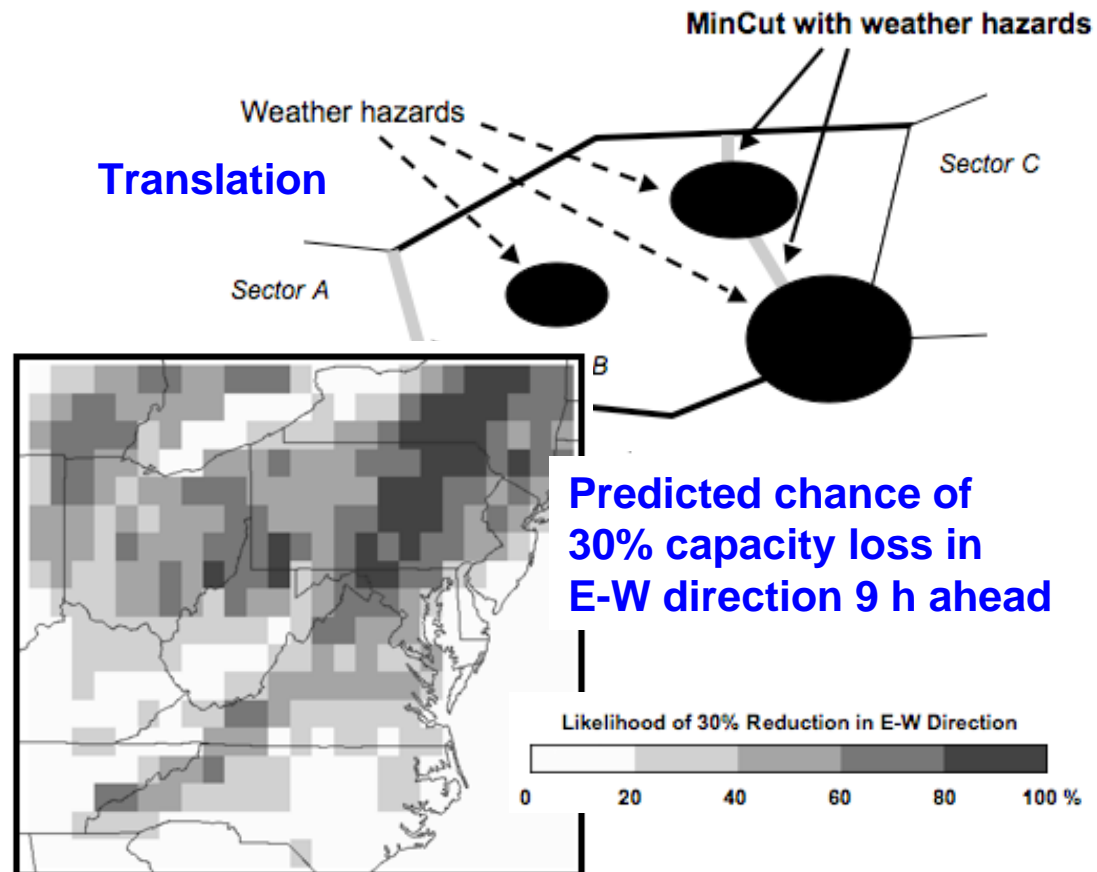 MinCut with weather hazards
Weather hazards
Translation
Sector C
Sector A
B
Predicted chance of
30% capacity loss in
E-W direction 9 h ahead
Likelihood of 30% Reduction in E-W Direction
0 20 40 60 80 100 %